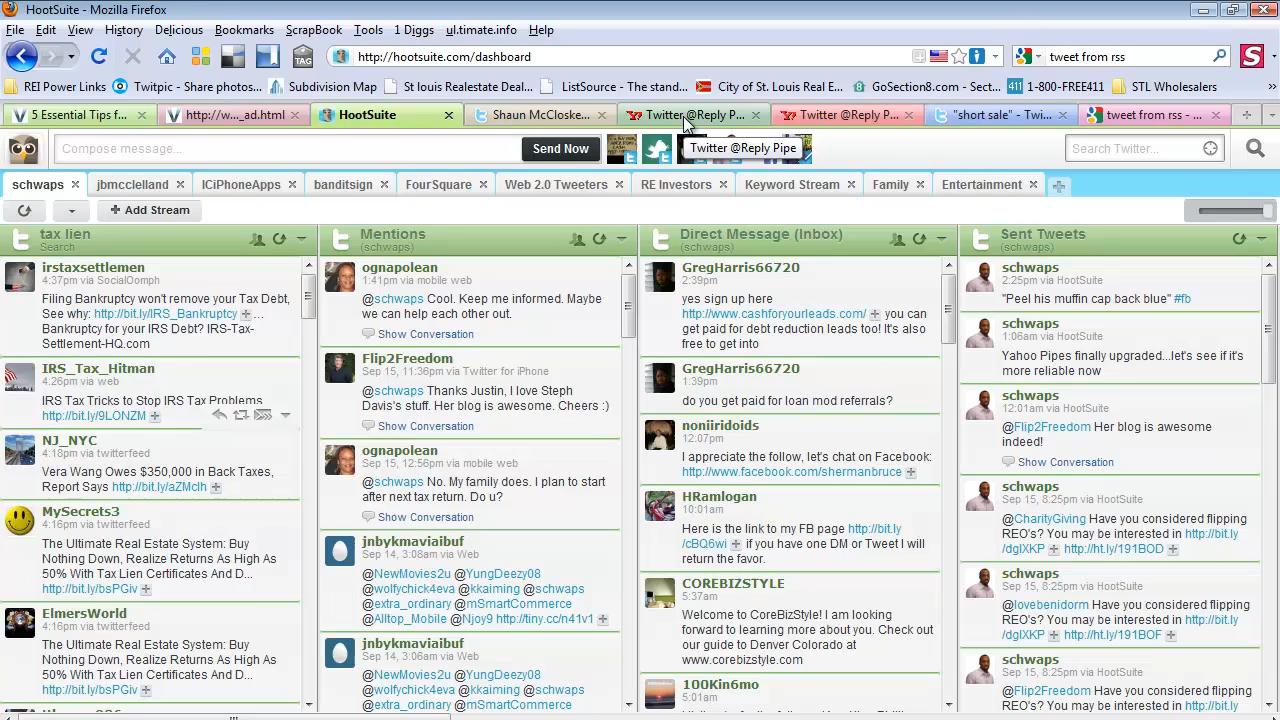 HootSuite - Mozilla Firefox
File Edit View History Delicious Bookmarks ScrapBook Tools 1 Diggs ul.timate.info Help
TAG http://hootsuite.com/dashboard tweet from rss S
REI Power Links Twitpic - Share photos... Subdivision Map St louis Realestate Deal... ListSource - The stand... City of St. Louis Real E... GoSection8.com - Secti... 411 1-800-FREE411 STL Wholesalers
5 Essential Tips f... http://w..._ad.html HootSuite Shaun McCloske... Twitter @Reply P... Twitter @Reply P... "short sale" - Twi... tweet from rss - ...
Compose message... Send Now Twitter @Reply Pipe Search Twitter...
schwaps jbmcclelland ICiPhoneApps banditsign FourSquare Web 2.0 Tweeters RE Investors Keyword Stream Family Entertainment
Add Stream
tax lien
Search
irstaxsettlemen
4:37pm via SocialOomph
Filing Bankruptcy won't remove your Tax Debt,
See why: http://bit.ly/IRS_Bankruptcy ...
Bankruptcy for your IRS Debt? IRS-Tax-
Settlement-HQ.com
IRS_Tax_Hitman
4:26pm via web
IRS Tax Tricks to Stop IRS Tax Problems
http://bit.ly/9LONZM
NJ_NYC
4:18pm via twitterfeed
Vera Wang Owes $350,000 in Back Taxes,
Report Says http://bit.ly/aZMclh
MySecrets3
4:16pm via twitterfeed
The Ultimate Real Estate System: Buy
Nothing Down, Realize Returns As High As
50% With Tax Lien Certificates And D...
http://bit.ly/bsPGiv
ElmersWorld
4:16pm via twitterfeed
The Ultimate Real Estate System: Buy
Nothing Down, Realize Returns As High As
50% With Tax Lien Certificates And D...
http://bit.ly/bsPGiv
Mentions
(schwaps)
ognapolean
1:41pm via mobile web
@schwaps Cool. Keep me informed. Maybe
we can help each other out.
Show Conversation
Flip2Freedom
Sep 15, 11:36pm via Twitter for iPhone
@schwaps Thanks Justin, I love Steph
Davis's stuff. Her blog is awesome. Cheers :)
Show Conversation
ognapolean
Sep 15, 12:56pm via mobile web
@schwaps No. My family does. I plan to start
after next tax return. Do u?
Show Conversation
jnbykmaviaibuf
Sep 14, 3:08am via Web
@NewMovies2u @YungDeezy08
@wolfychick4eva @kkaiming @schwaps
@extra_ordinary @mSmartCommerce
@Alltop_Mobile @Njoy9 http://tiny.cc/n41v1
jnbykmaviaibuf
Sep 14, 3:06am via Web
@NewMovies2u @YungDeezy08
@wolfychick4eva @kkaiming @schwaps
@extra_ordinary @mSmartCommerce
Direct Message (Inbox)
(schwaps)
GregHarris66720
2:39pm
yes sign up here
http://www.cashforyourleads.com/ you can
get paid for debt reduction leads too! It's also
free to get into
GregHarris66720
1:39pm
do you get paid for loan mod referrals?
noniiridoids
12:07pm
I appreciate the follow, let's chat on Facebook:
http://www.facebook.com/shermanbruce
HRamlogan
10:01am
Here is the link to my FB page http://bit.ly
/cBQ6wi if you have one DM or Tweet I will
return the favor.
COREBIZSTYLE
5:37am
Welcome to CoreBizStyle! I am looking
forward to learning more about you. Check out
our guide to Denver Colorado at
www.corebizstyle.com
100Kin6mo
5:01am
Sent Tweets
(schwaps)
schwaps
2:25pm via HootSuite
"Peel his muffin cap back blue" #fb
schwaps
1:06am via HootSuite
Yahoo Pipes finally upgraded...let's see if it's
more reliable now
schwaps
12:01am via HootSuite
@Flip2Freedom Her blog is awesome
indeed!
Show Conversation
schwaps
Sep 15, 8:25pm via HootSuite
@CharityGiving Have you considered flipping
REO's? You may be interested in http://bit.ly
/dgIXKP http://ht.ly/191BOD
schwaps
Sep 15, 8:25pm via HootSuite
@lovebenidorm Have you considered flipping
REO's? You may be interested in http://bit.ly
/dgIXKP http://ht.ly/191BOF
schwaps
Sep 15, 8:25pm via HootSuite
@Flip2Freedom Have you considered flipping
REO's? You may be interested in http://bit.ly